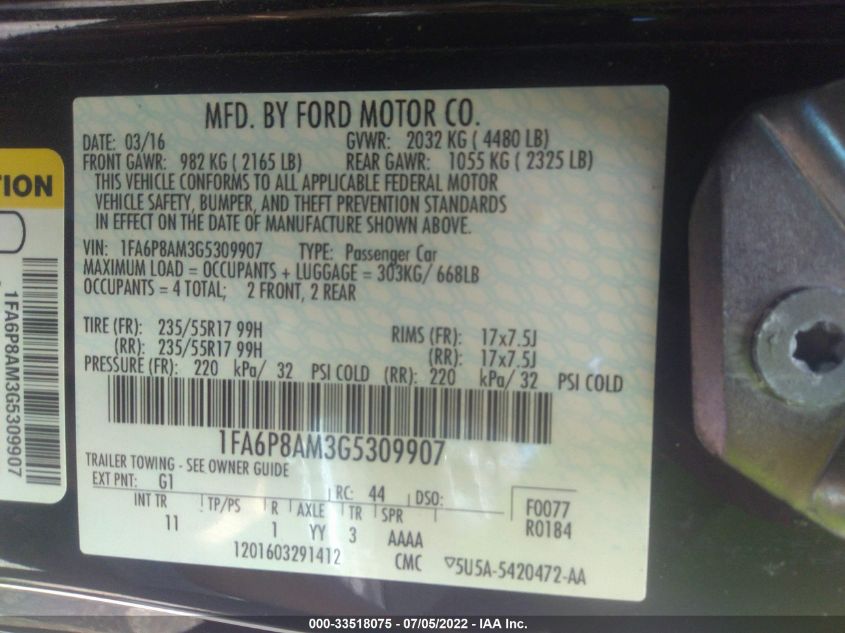 MFD. BY FORD MOTOR CO.
DATE: 03/16 GVWR: 2032 KG ( 4480 LB)
FRONT GAWR: 982 KG ( 2165 LB) REAR GAWR: 1055 KG ( 2325 LB)
THIS VEHICLE CONFORMS TO ALL APPLICABLE FEDERAL MOTOR
VEHICLE SAFETY, BUMPER, AND THEFT PREVENTION STANDARDS
IN EFFECT ON THE DATE OF MANUFACTURE SHOWN ABOVE.
VIN: 1FA6P8AM3G5309907 TYPE: Passenger Car
MAXIMUM LOAD = OCCUPANTS + LUGGAGE = 303KG/ 668LB
OCCUPANTS = 4 TOTAL; 2 FRONT, 2 REAR
TIRE (FR): 235/55R17 99H RIMS (FR): 17x7.5J
(RR): 235/55R17 99H (RR): 17x7.5J
PRESSURE (FR): 220 kPa/ 32 PSI COLD (RR): 220 kPa/ 32 PSI COLD
1FA6P8AM3G5309907
TRAILER TOWING - SEE OWNER GUIDE
EXT PNT: G1 RC: 44 DSO: F0077
INT TR TP/PS R AXLE TR SPR R0184
11 1 YY 3 AAAA
1201603291412 CMC ▽5U5A-5420472-AA
TION
1FA6P8AM3G5309907
000-33518075 - 07/05/2022 - IAA Inc.